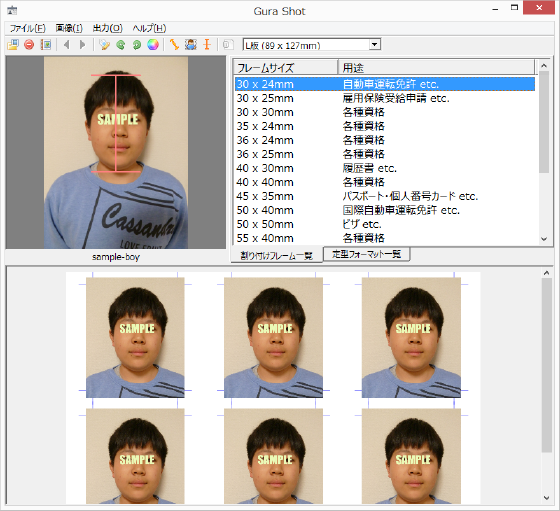 Gura Shot
ファイル(F) 画像(I) 出力(O) ヘルプ(H)
L版 (89 x 127mm)
SAMPLE
Cassand
LOVE
sample-boy
フレームサイズ 用途
30 x 24mm 自動車運転免許 etc.
30 x 25mm 雇用保険受給申請 etc.
30 x 30mm 各種資格
35 x 24mm 各種資格
36 x 24mm 各種資格
36 x 25mm 各種資格
40 x 30mm 履歴書 etc.
40 x 40mm 各種資格
45 x 35mm パスポート・個人番号カード etc.
50 x 40mm 国際自動車運転免許 etc.
50 x 50mm ビザ etc.
55 x 40mm 各種資格
割り付けフレーム一覧 定型フォーマット一覧
SAMPLE SAMPLE SAMPLE
SAMPLE SAMPLE SAMPLE